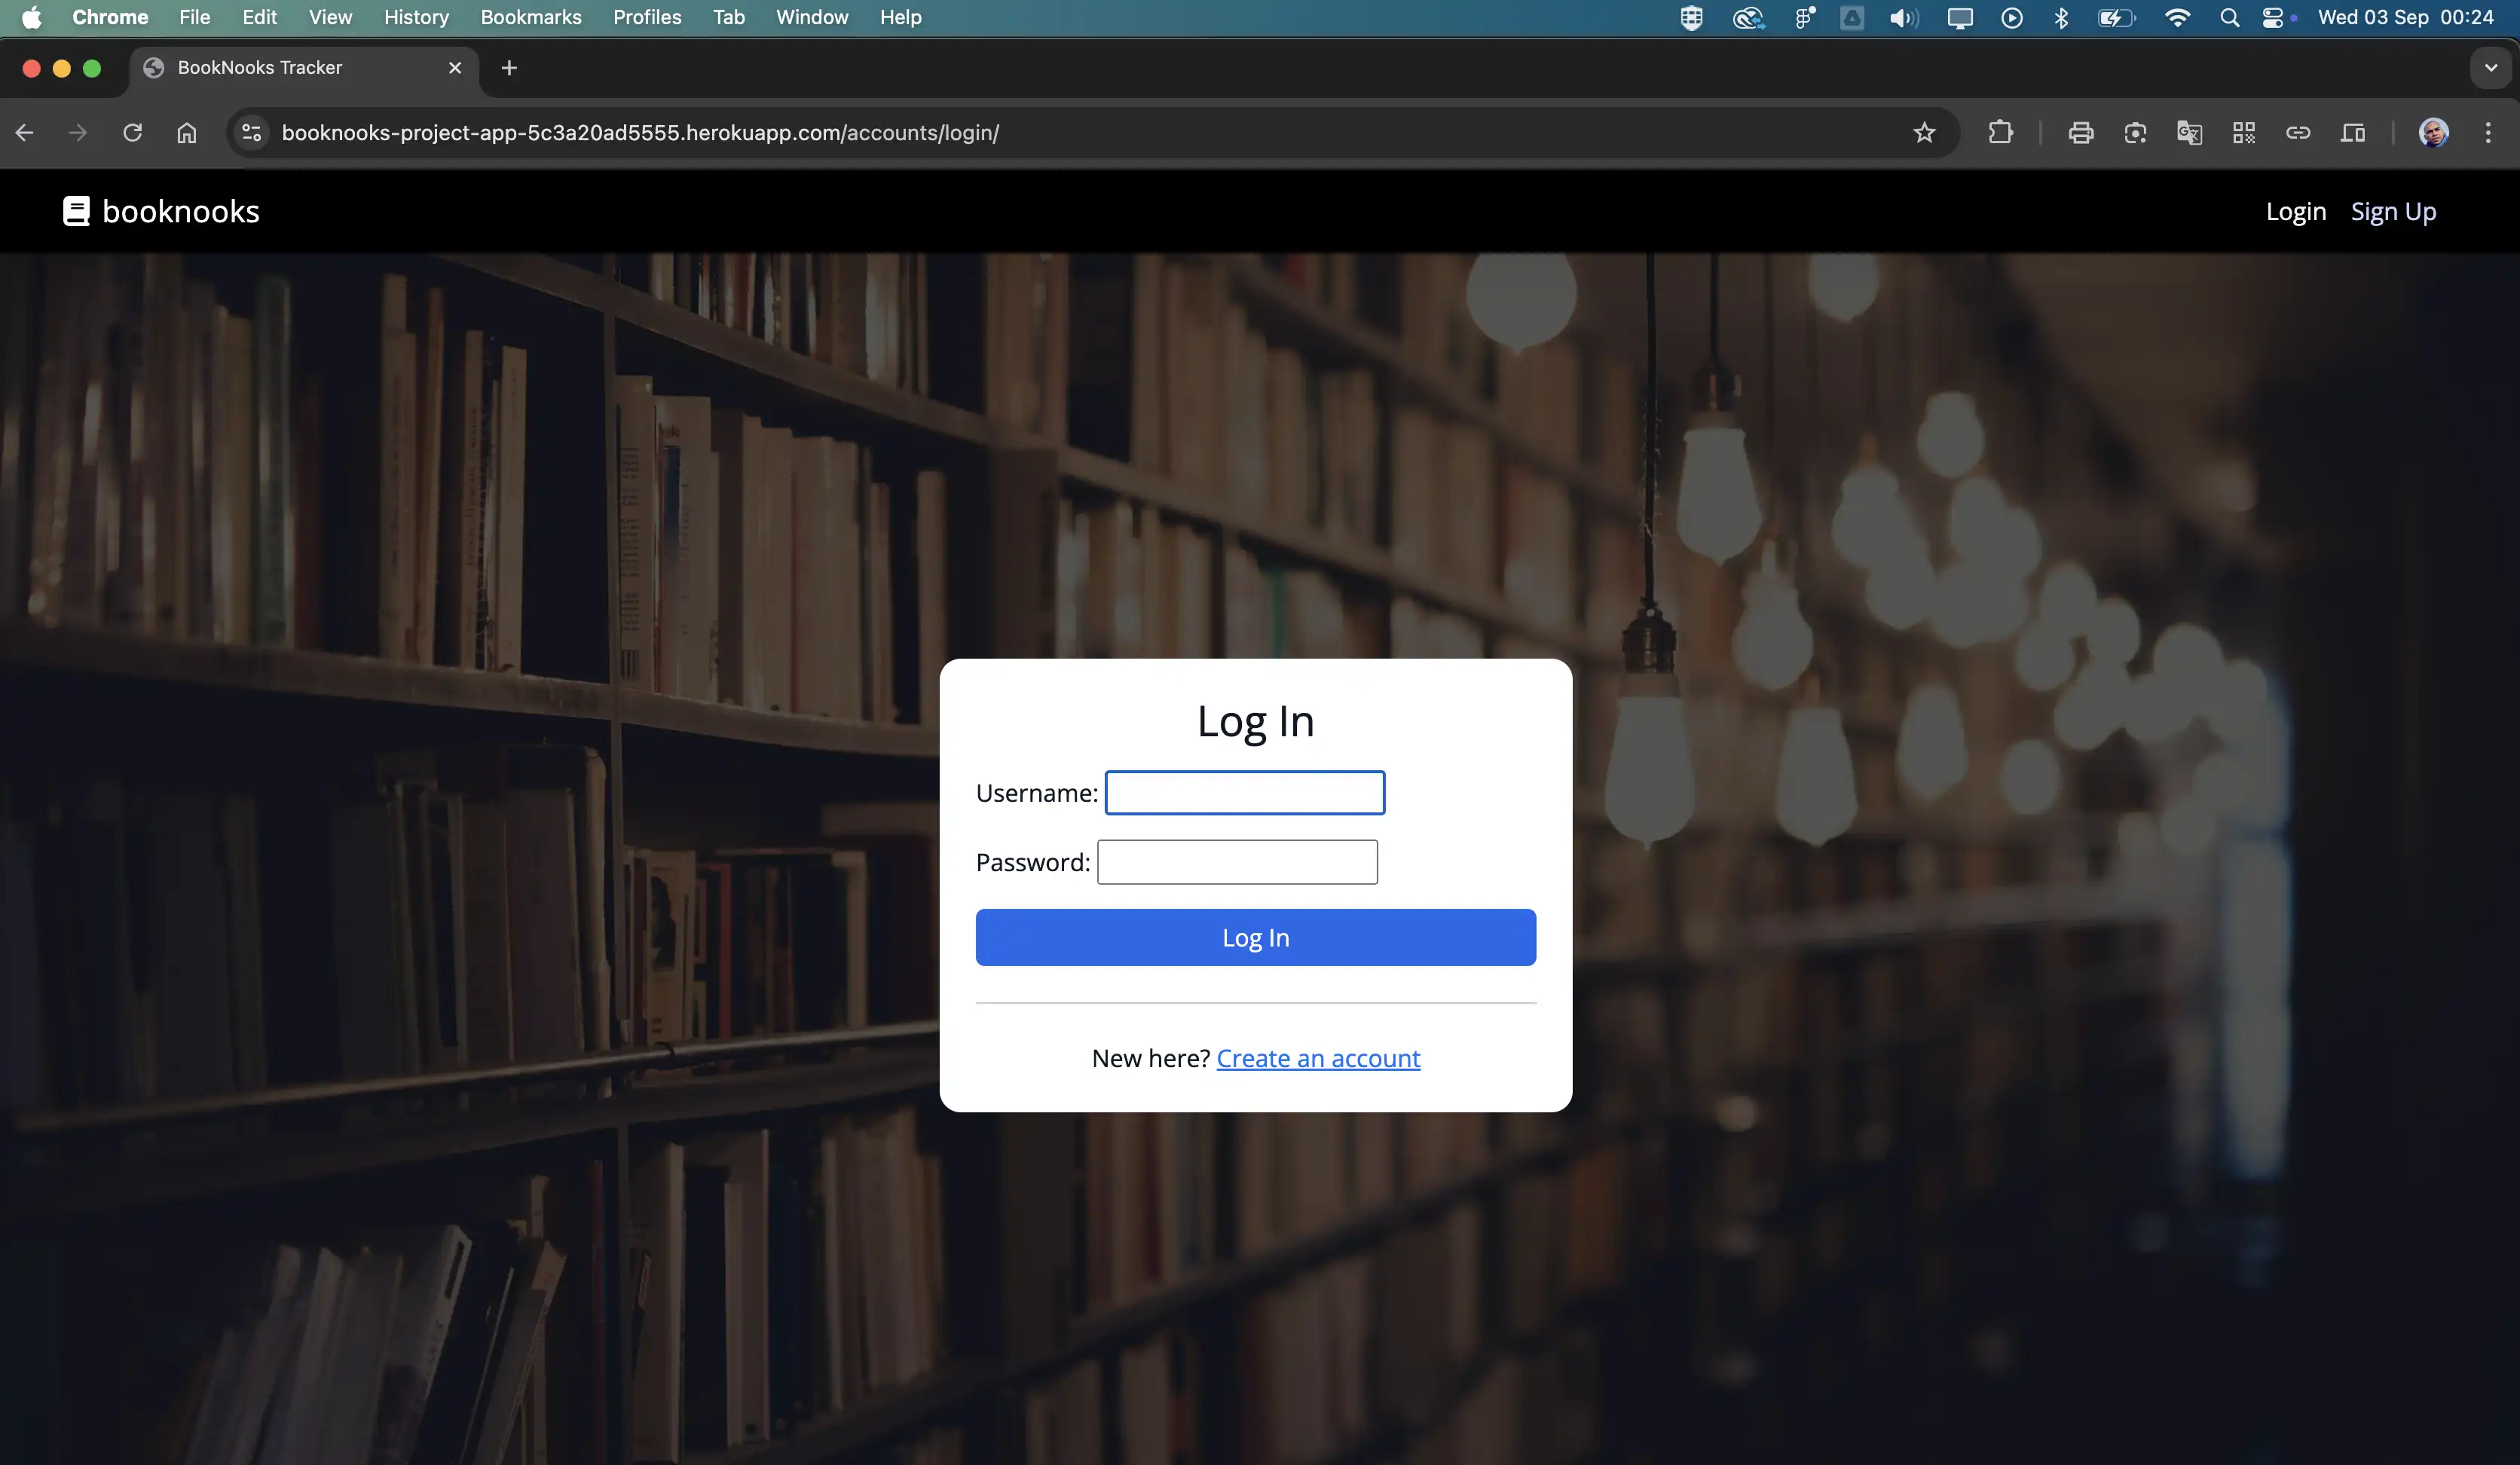 Chrome File Edit View History Bookmarks Profiles Tab Window Help Wed 03 Sep 00:24
BookNooks Tracker
booknooks-project-app-5c3a20ad5555.herokuapp.com/accounts/login/
booknooks Login Sign Up
Log In
Username:
Password:
Log In
New here? Create an account